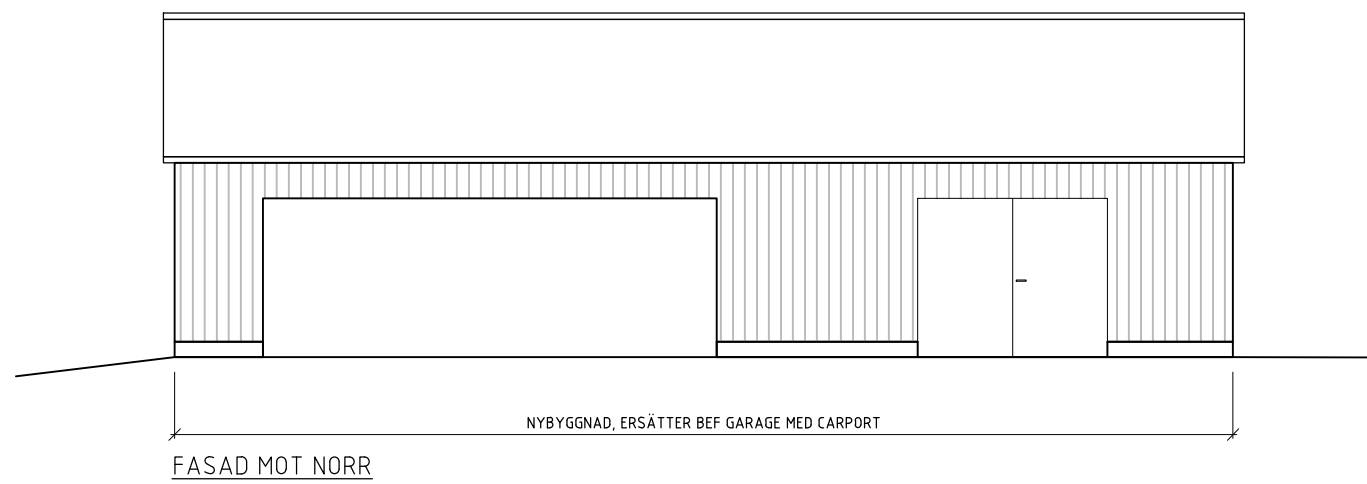 NYBYGGNAD, ERSÄTTER BEF GARAGE MED CARPORT
FASAD MOT NORR